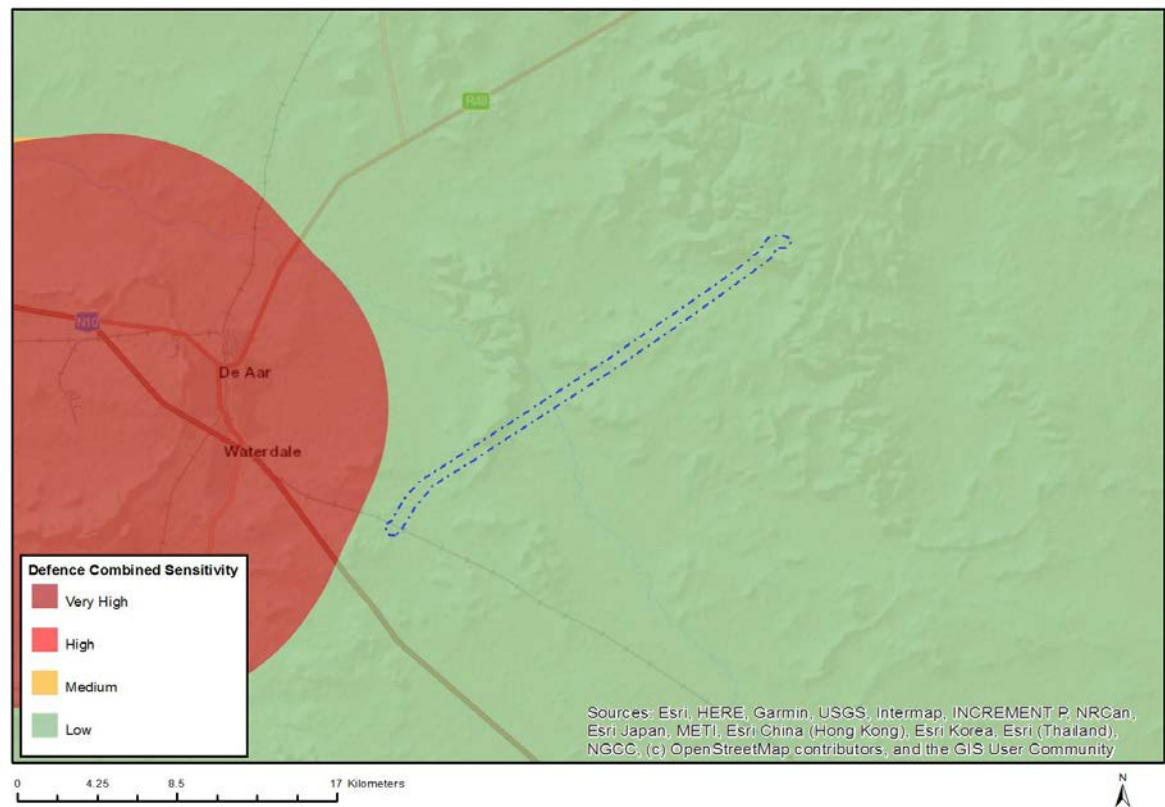 R48
N10
De Aar
Waterdale
Defence Combined Sensitivity
Very High
High
Medium
Low
Sources: Esri, HERE, Garmin, USGS, Intermap, INCREMENT P, NRCan,
Esri Japan, METI, Esri China (Hong Kong), Esri Korea, Esri (Thailand),
NGCC, (c) OpenStreetMap contributors, and the GIS User Community
0 4.25 8.5 17 Kilometers
N